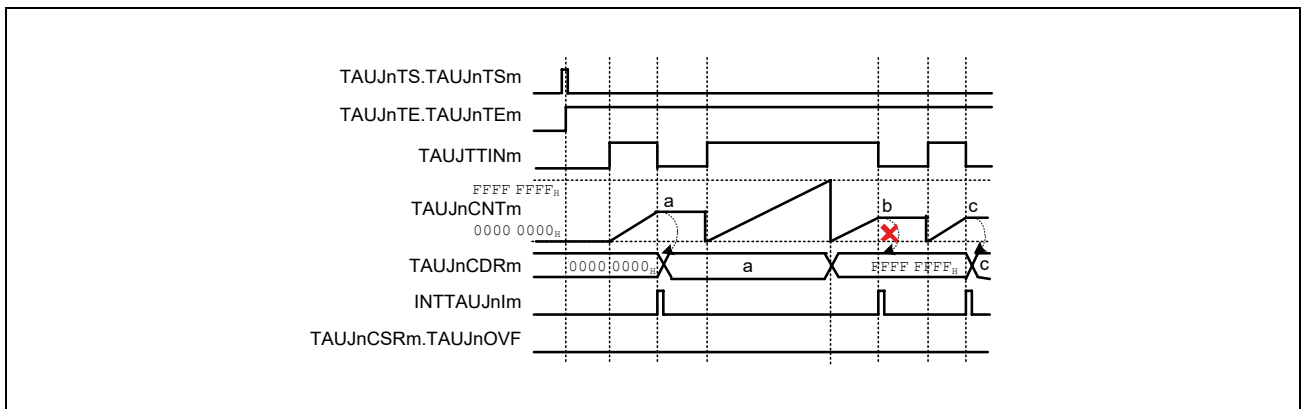 TAUJnTS.TAUJnTSm
TAUJnTE.TAUJnTEm
TAUJTTINm
FFFF FFFFH
TAUJnCNTm
0000 0000H
a
b
c
TAUJnCDRm
0000 0000H
a
FFFF FFFFH
c
INTTAUJnIm
TAUJnCSRm.TAUJnOVF